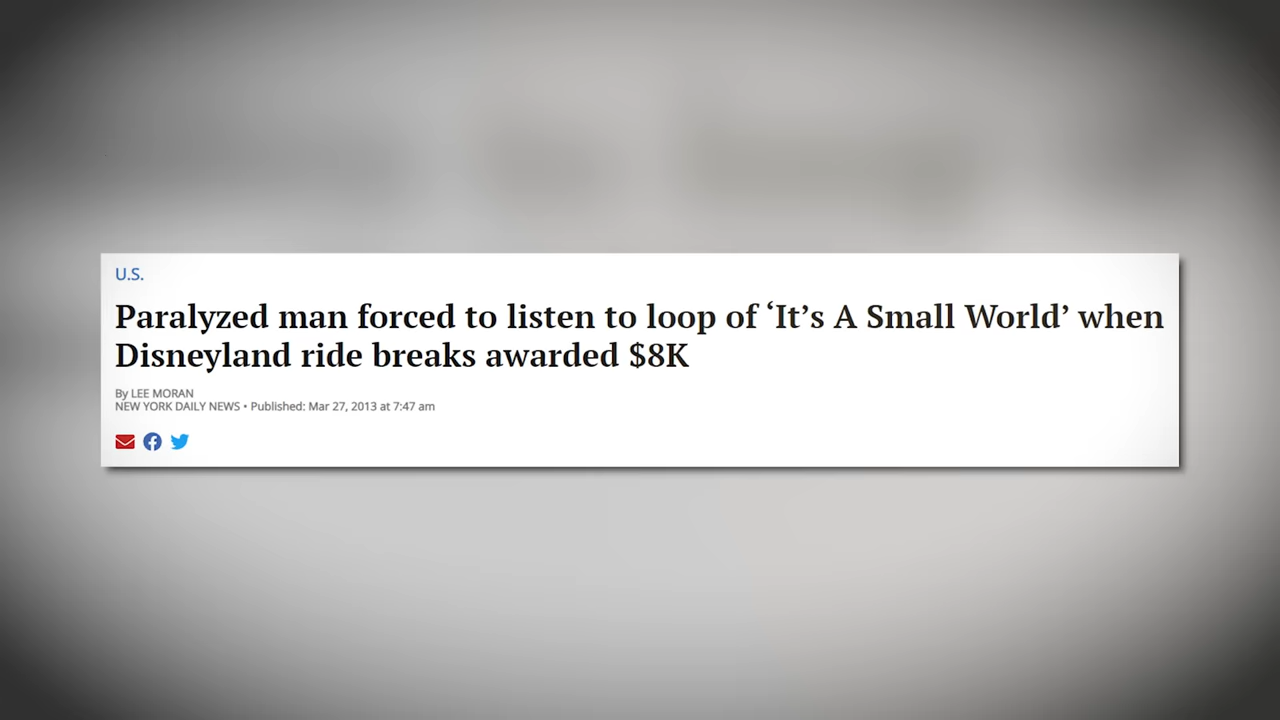 U.S.
Paralyzed man forced to listen to loop of ‘It’s A Small World’ when
Disneyland ride breaks awarded $8K
By LEE MORAN
NEW YORK DAILY NEWS • Published: Mar 27, 2013 at 7:47 am